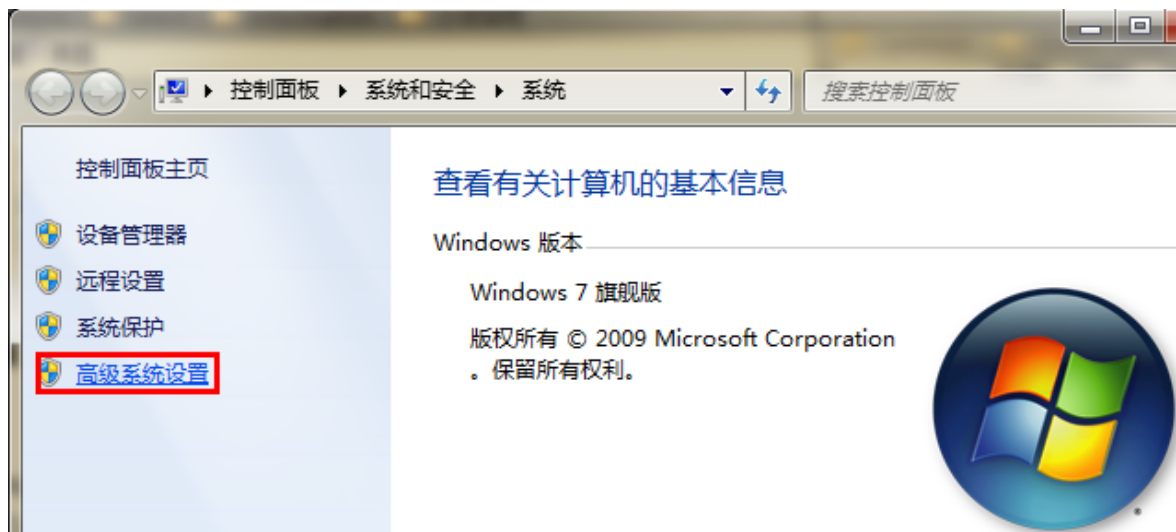 控制面板 系统和安全 系统
搜索控制面板
控制面板主页
设备管理器
远程设置
系统保护
高级系统设置
查看有关计算机的基本信息
Windows 版本
Windows 7 旗舰版
版权所有 © 2009 Microsoft Corporation
。保留所有权利。